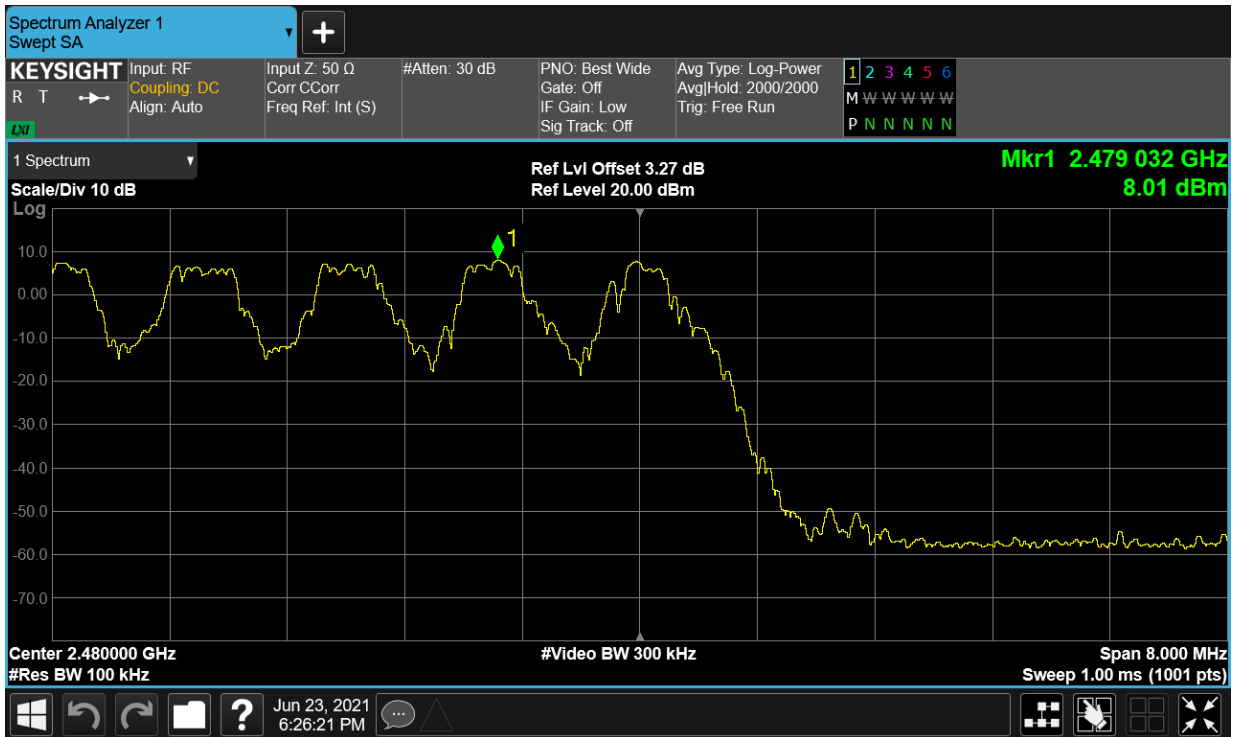 Spectrum Analyzer 1
Swept SA
▼
+
KEYSIGHT
R T
LXI
Input: RF
Coupling: DC
Align: Auto
Input Z: 50 Ω
Corr CCorr
Freq Ref: Int (S)
#Atten: 30 dB
PNO: Best Wide
Gate: Off
IF Gain: Low
Sig Track: Off
Avg Type: Log-Power
Avg|Hold: 2000/2000
Trig: Free Run
1 2 3 4 5 6
M W W W W W
P N N N N N
1 Spectrum ▼
Scale/Div 10 dB
Log
Ref Lvl Offset 3.27 dB
Ref Level 20.00 dBm
Mkr1 2.479 032 GHz
8.01 dBm
1
10.0
0.00
-10.0
-20.0
-30.0
-40.0
-50.0
-60.0
-70.0
Center 2.480000 GHz
#Res BW 100 kHz
#Video BW 300 kHz
Span 8.000 MHz
Sweep 1.00 ms (1001 pts)
?
Jun 23, 2021
6:26:21 PM
...